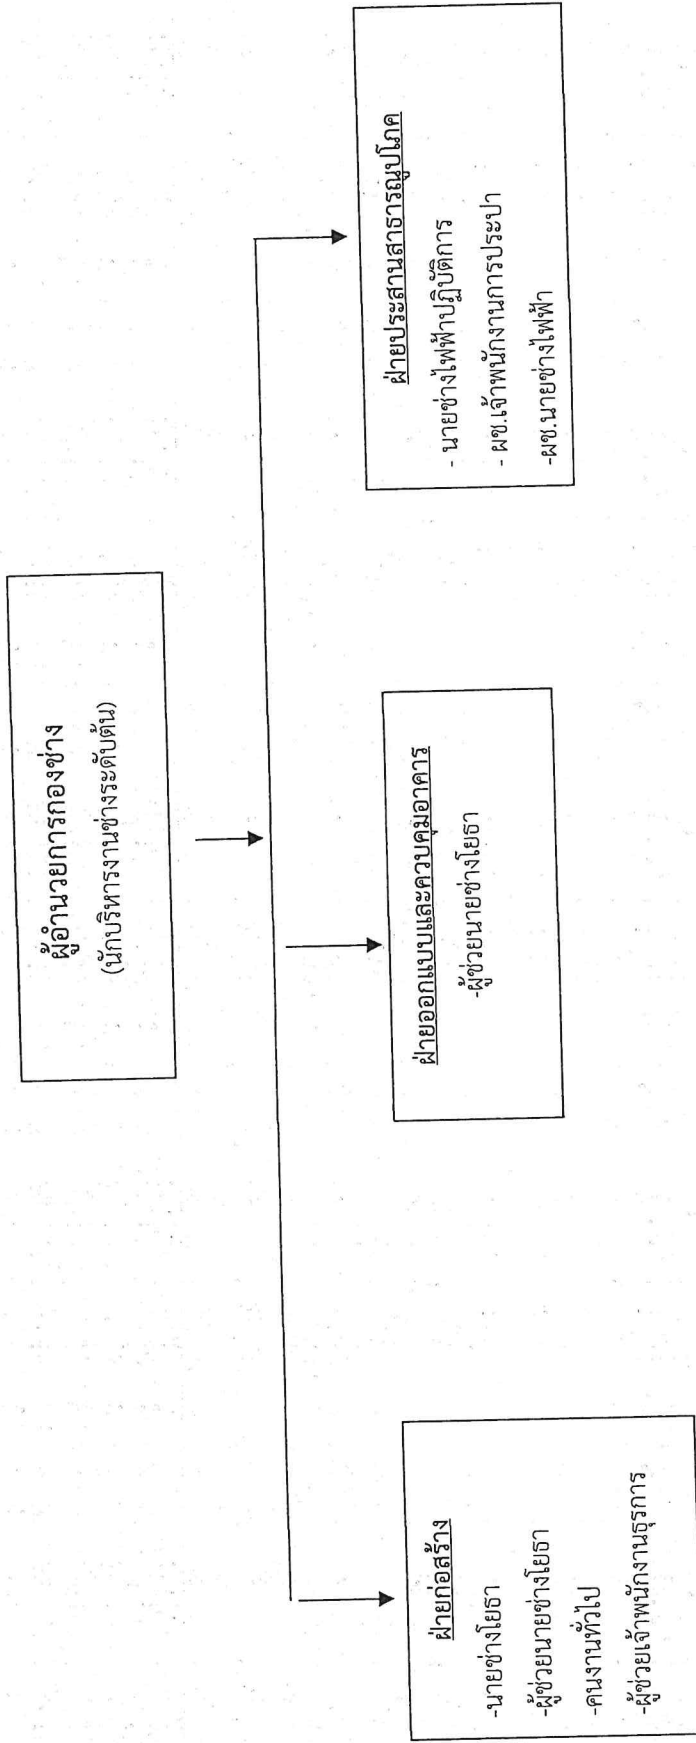 ผู้อำนวยการกองช่าง
(นักบริหารงานช่างระดับต้น)
ฝ่ายก่อสร้าง
-นายช่างโยธา
-ผู้ช่วยนายช่างโยธา
-คนงานทั่วไป
-ผู้ช่วยเจ้าพนักงานธุรการ
ฝ่ายออกแบบและควบคุมอาคาร
-ผู้ช่วยนายช่างโยธา
ฝ่ายประสานสาธารณูปโภค
- นายช่างไฟฟ้าปฏิบัติการ
- ผช.เจ้าพนักงานการประปา
-ผช.นายช่างไฟฟ้า